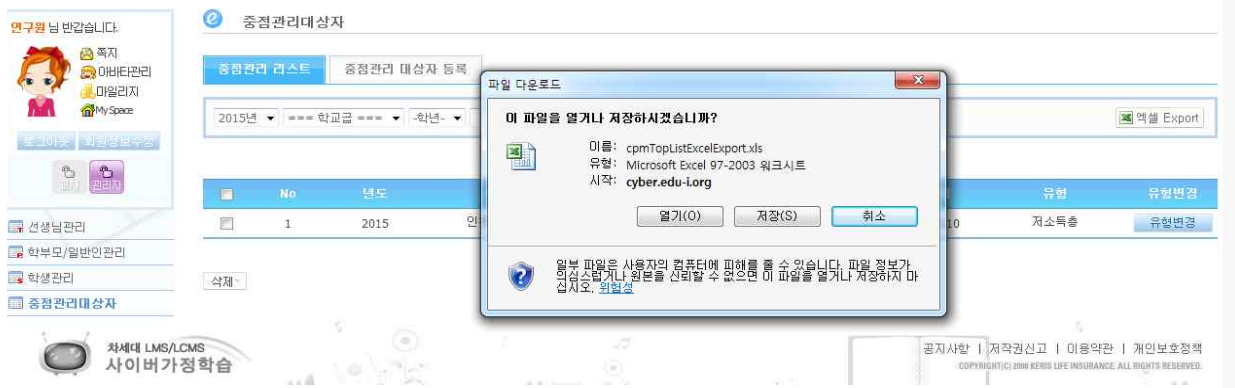 연구원 님 반갑습니다.
쪽지
아바타관리
마일리지
My Space
로그아웃 회원정보수정
관리자
선생님관리
학부모/일반인관리
학생관리
중점관리대상자
중점관리대상자
중점관리 리스트 중점관리 대상자 등록
2015년 === 학교급 === -학년-
엑셀 Export
No 년도 유형 유형변경
1 2015 인 10 저소득층 유형변경
삭제
파일 다운로드
이 파일을 열거나 저장하시겠습니까?
이름: cpmTopListExcelExport.xls
유형: Microsoft Excel 97-2003 워크시트
시작: cyber.edu-i.org
열기(O) 저장(S) 취소
일부 파일은 사용자의 컴퓨터에 피해를 줄 수 있습니다. 파일 정보가
의심스럽거나 원본을 신뢰할 수 없으면 이 파일을 열거나 저장하지 마
십시오. 위험성
차세대 LMS/LCMS
사이버가정학습
공지사항 | 저작권신고 | 이용약관 | 개인보호정책
COPYRIGHT(C) 2008 KERIS LIFE INSURANCE. ALL RIGHTS RESERVED.